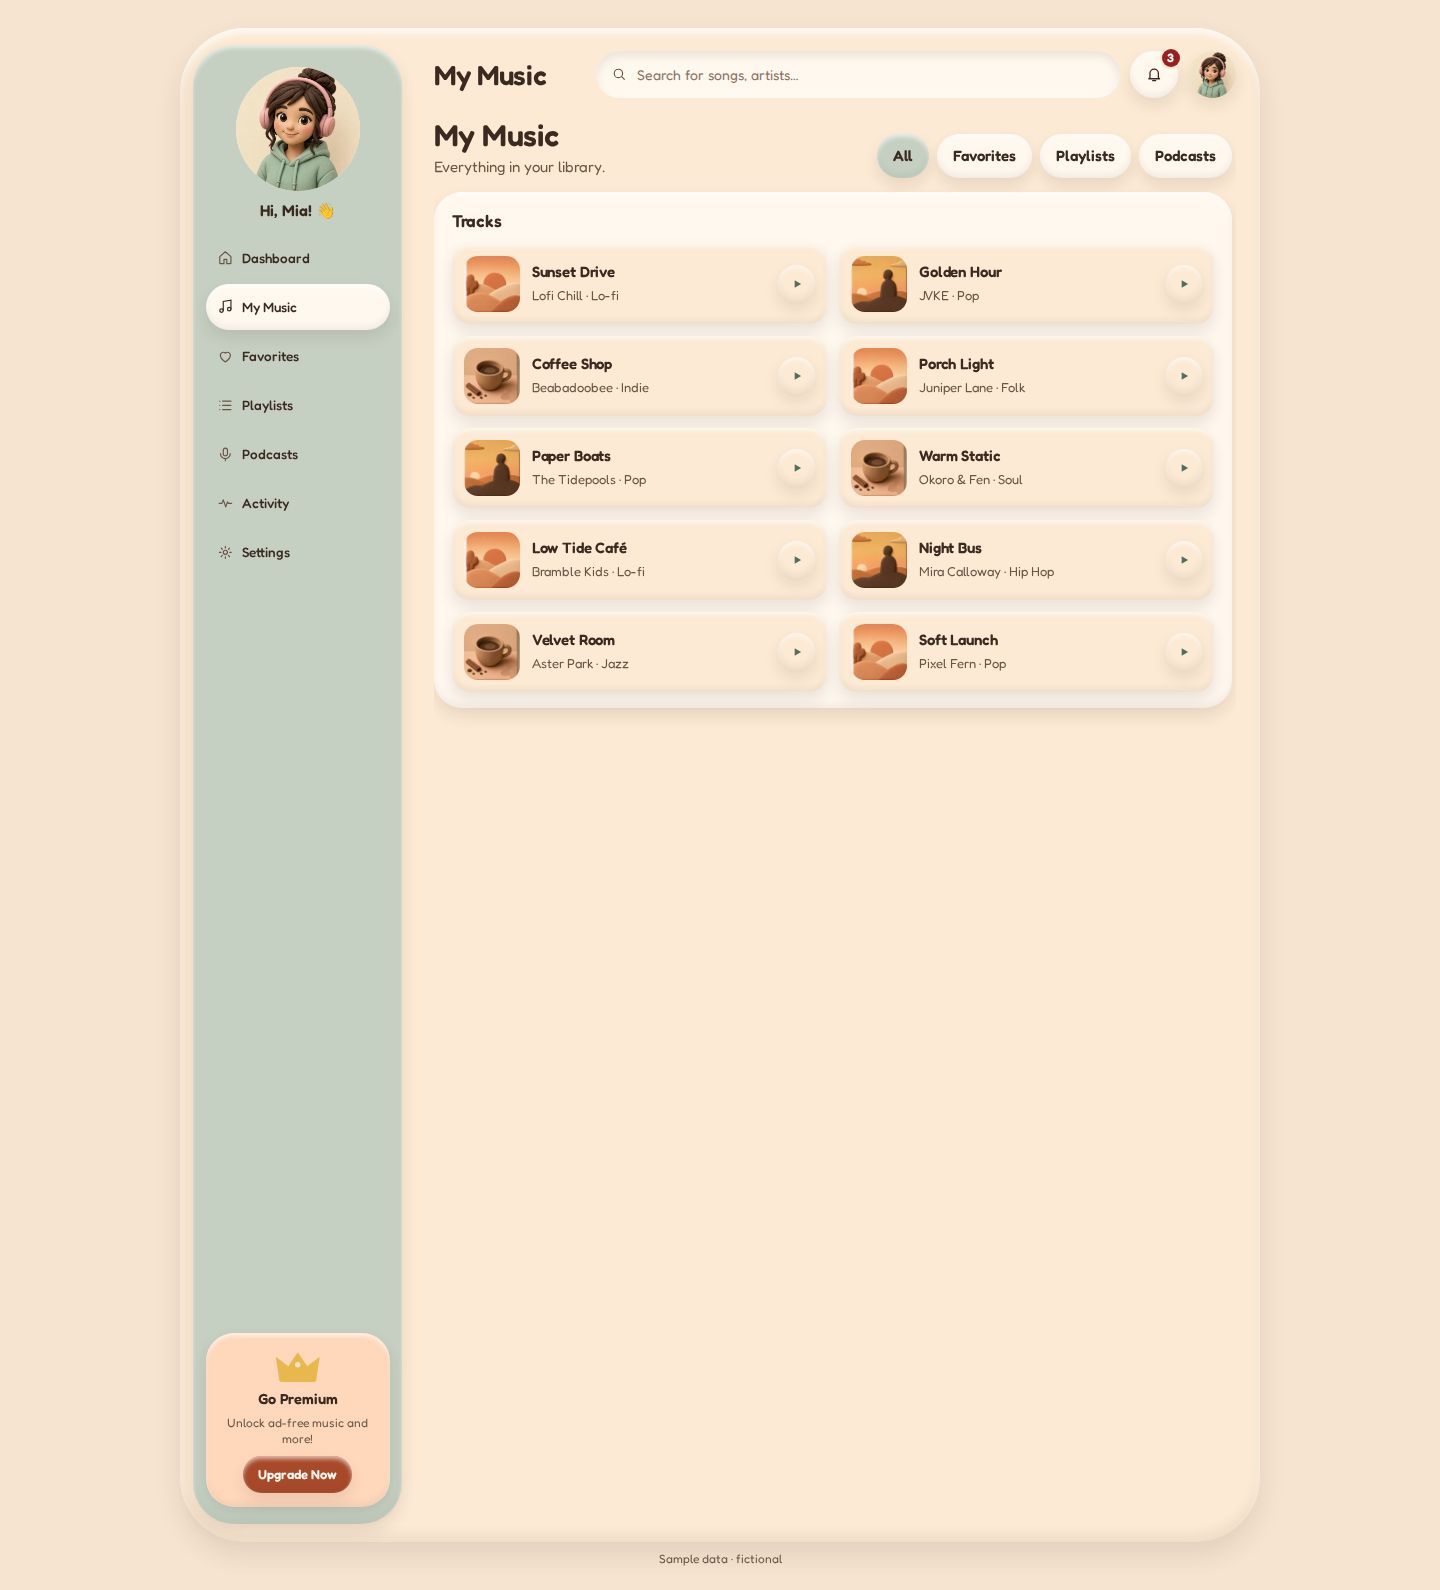 Hi, Mia! 👋
Dashboard
My Music
Favorites
Playlists
Podcasts
Activity
Settings
Go Premium
Unlock ad-free music and
more!
Upgrade Now
My Music
Search for songs, artists...
3
My Music
Everything in your library.
All
Favorites
Playlists
Podcasts
Tracks
Sunset Drive
Lofi Chill · Lo-fi
Golden Hour
JVKE · Pop
Coffee Shop
Beabadoobee · Indie
Porch Light
Juniper Lane · Folk
Paper Boats
The Tidepools · Pop
Warm Static
Okoro & Fen · Soul
Low Tide Café
Bramble Kids · Lo-fi
Night Bus
Mira Calloway · Hip Hop
Velvet Room
Aster Park · Jazz
Soft Launch
Pixel Fern · Pop
Sample data · fictional